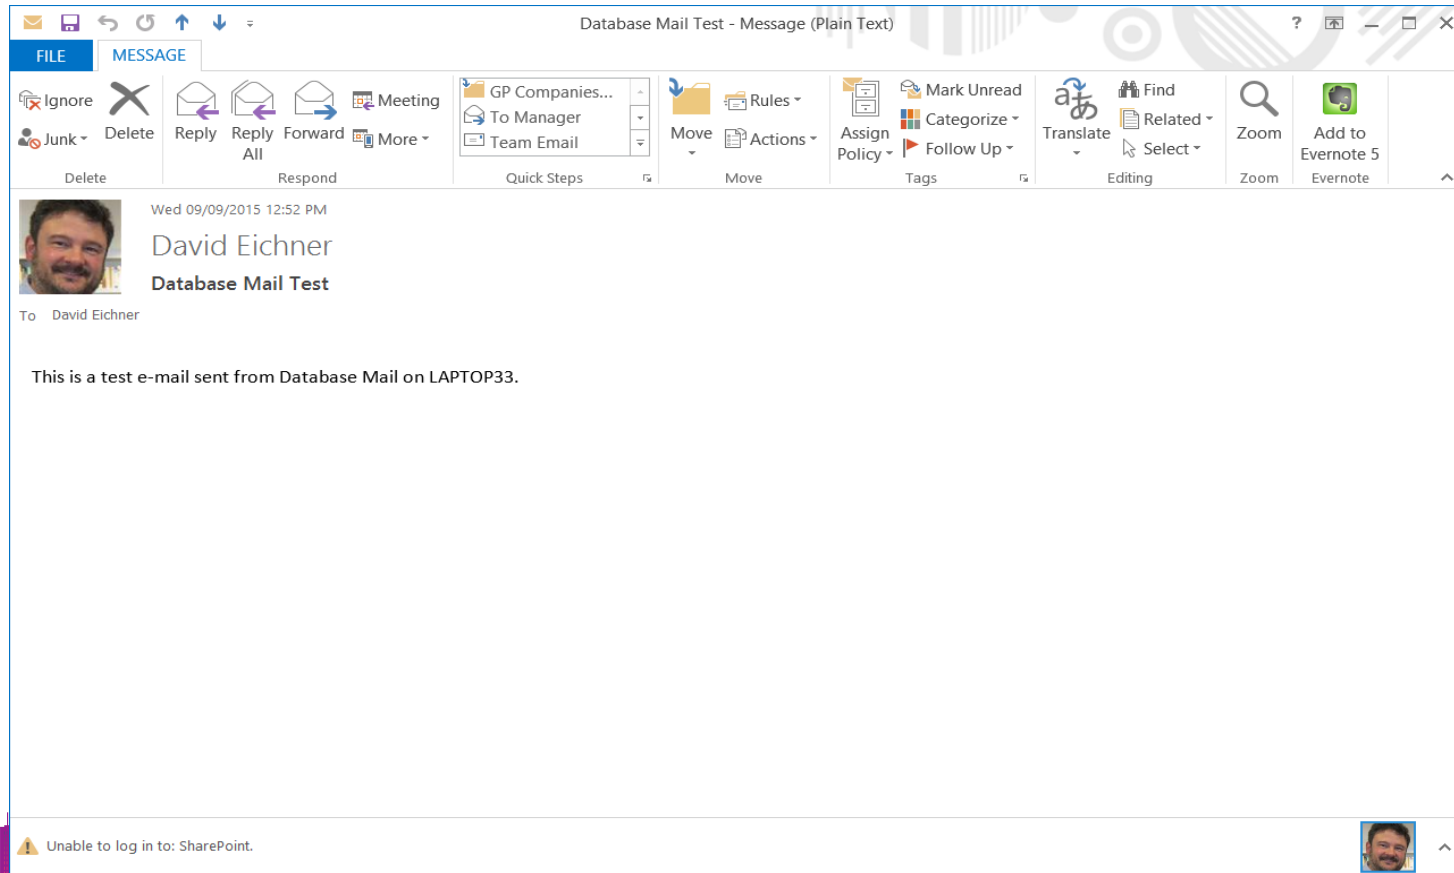 Database Mail Test - Message (Plain Text)
?
FILE MESSAGE
Ignore
Junk
Delete
Delete
Reply
Reply All
Forward
Meeting
More
Respond
GP Companies...
To Manager
Team Email
Quick Steps
Move
Rules
Actions
Move
Assign Policy
Mark Unread
Categorize
Follow Up
Tags
Translate
Find
Related
Select
Editing
Zoom
Zoom
Add to Evernote 5
Evernote
Wed 09/09/2015 12:52 PM
David Eichner
Database Mail Test
To David Eichner
This is a test e-mail sent from Database Mail on LAPTOP33.
Unable to log in to: SharePoint.